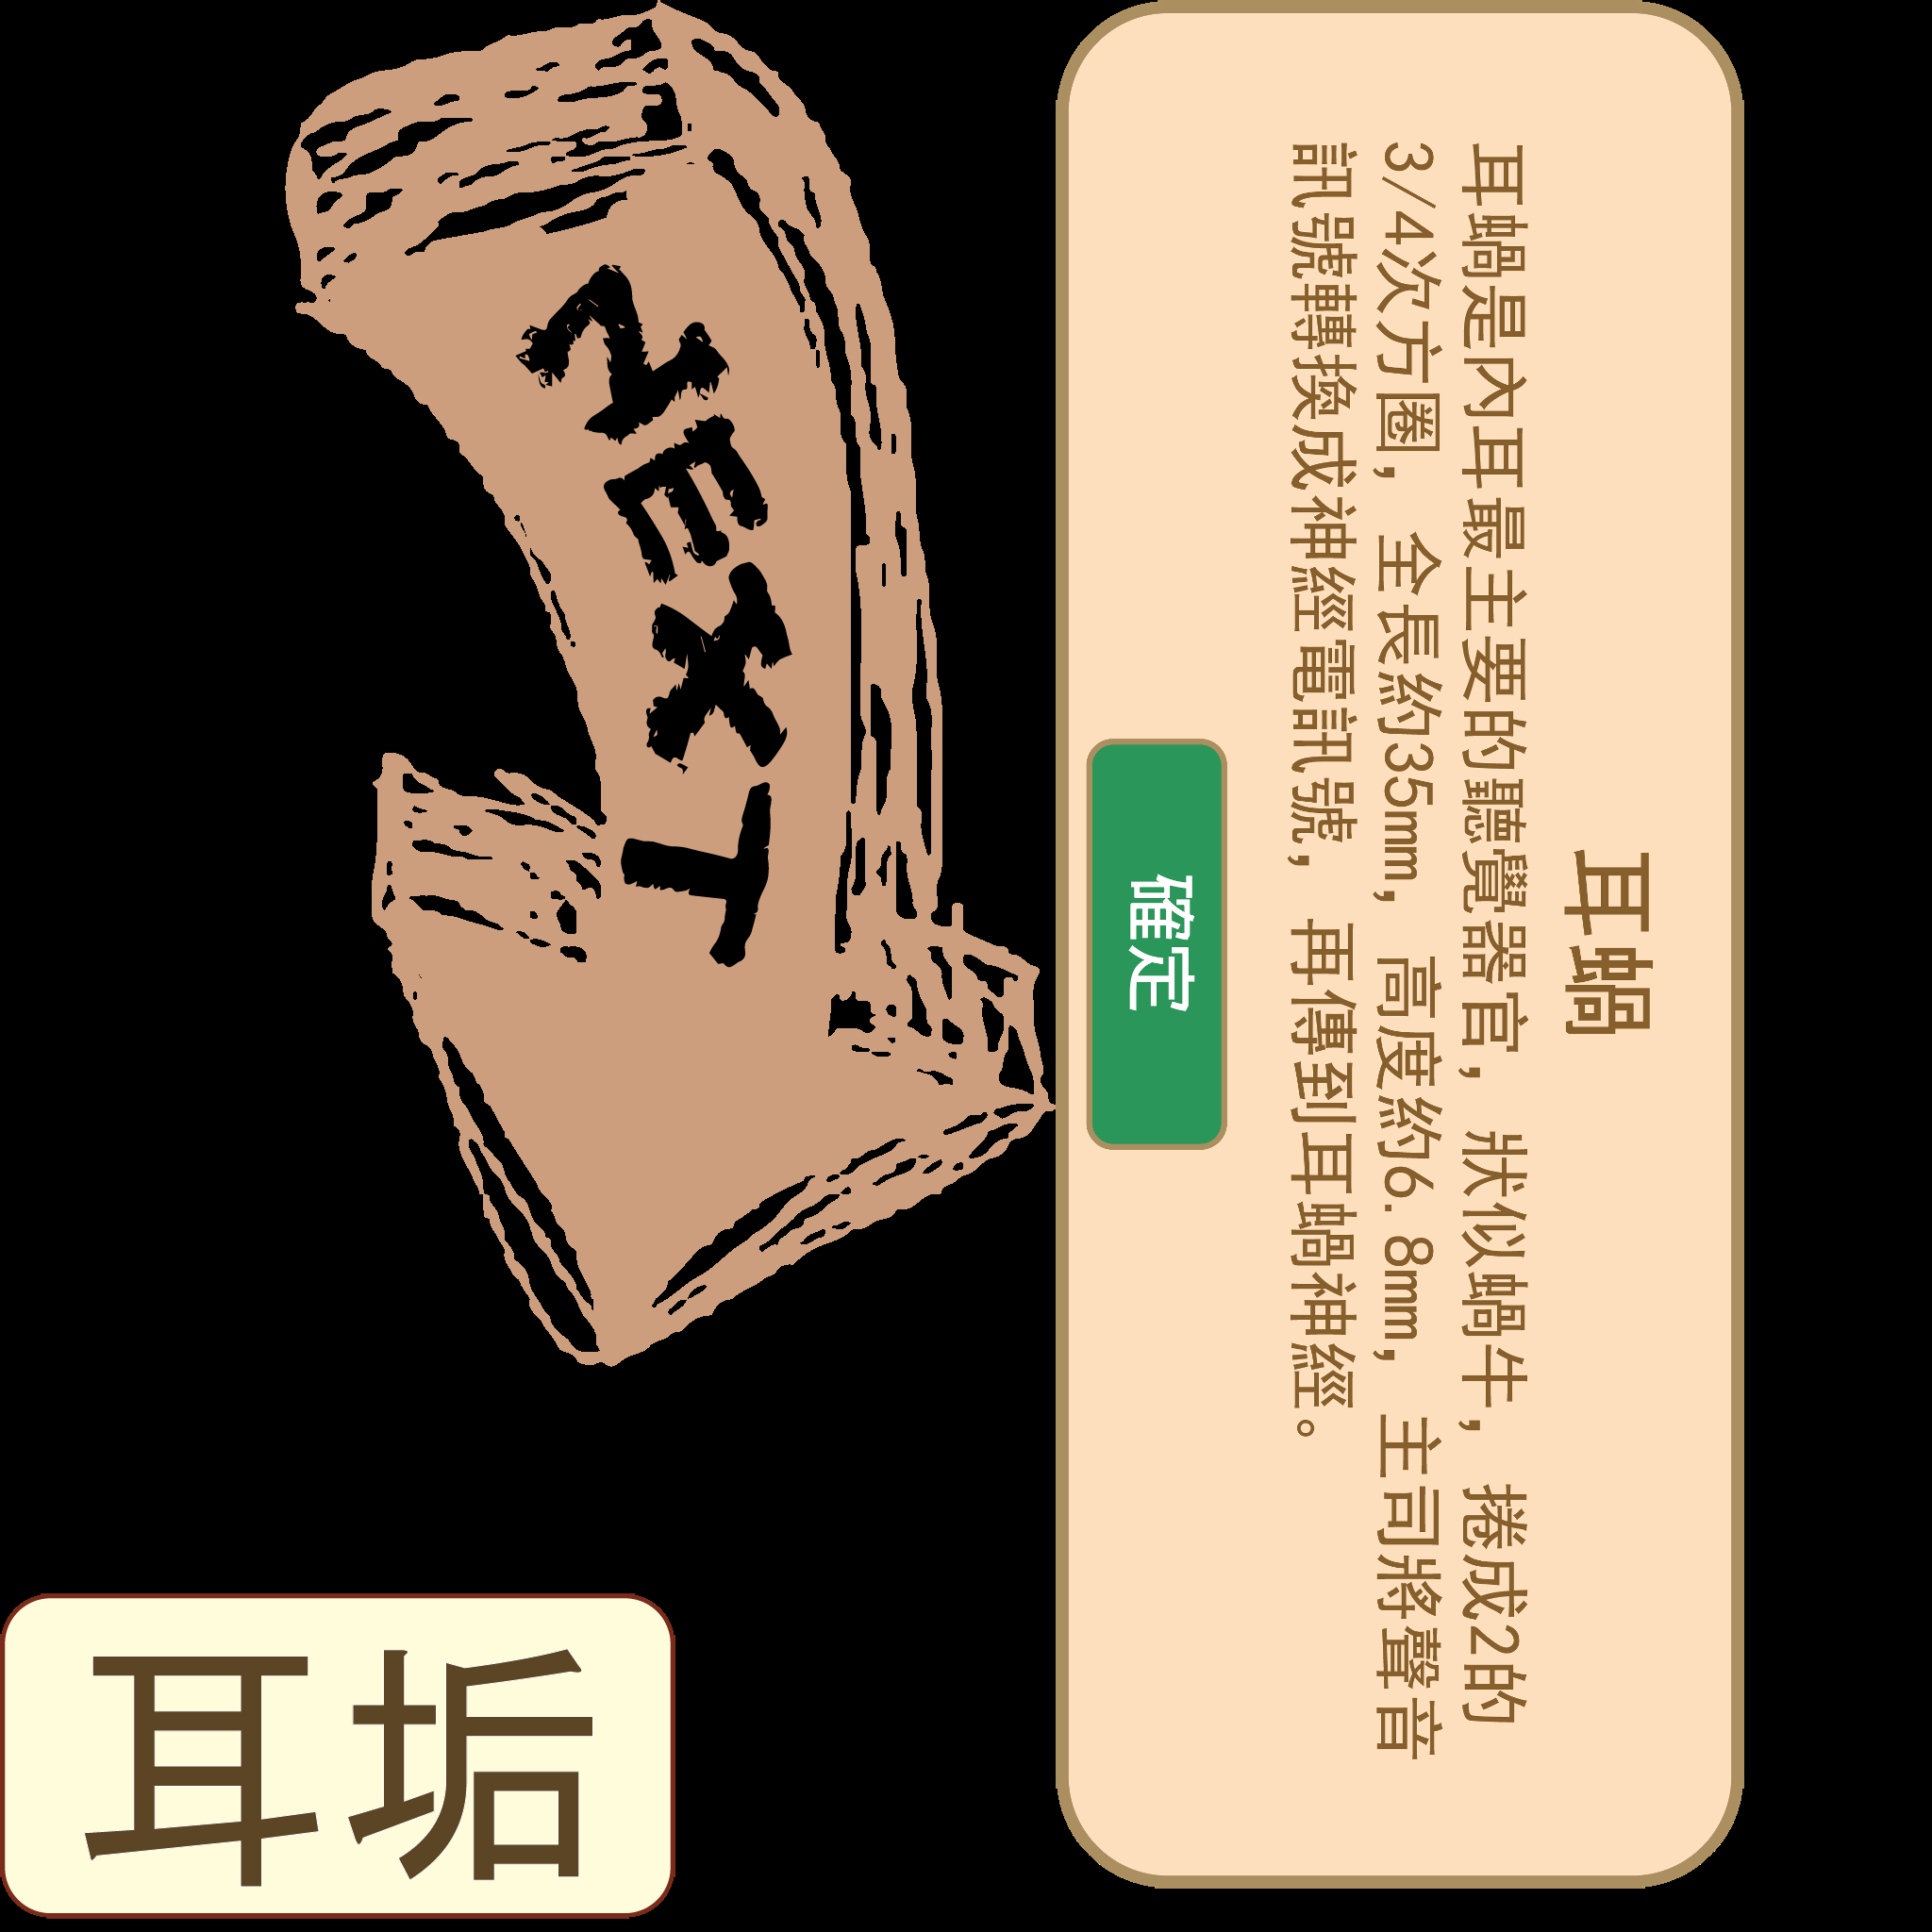 NEXT
耳蝸
耳蝸是內耳最主要的聽覺器官，狀似蝸牛，捲成2的
3/4次方圈，全長約35mm，高度約6.8mm，主司將聲音
訊號轉換成神經電訊號，再傳到耳蝸神經。
確定
耳垢